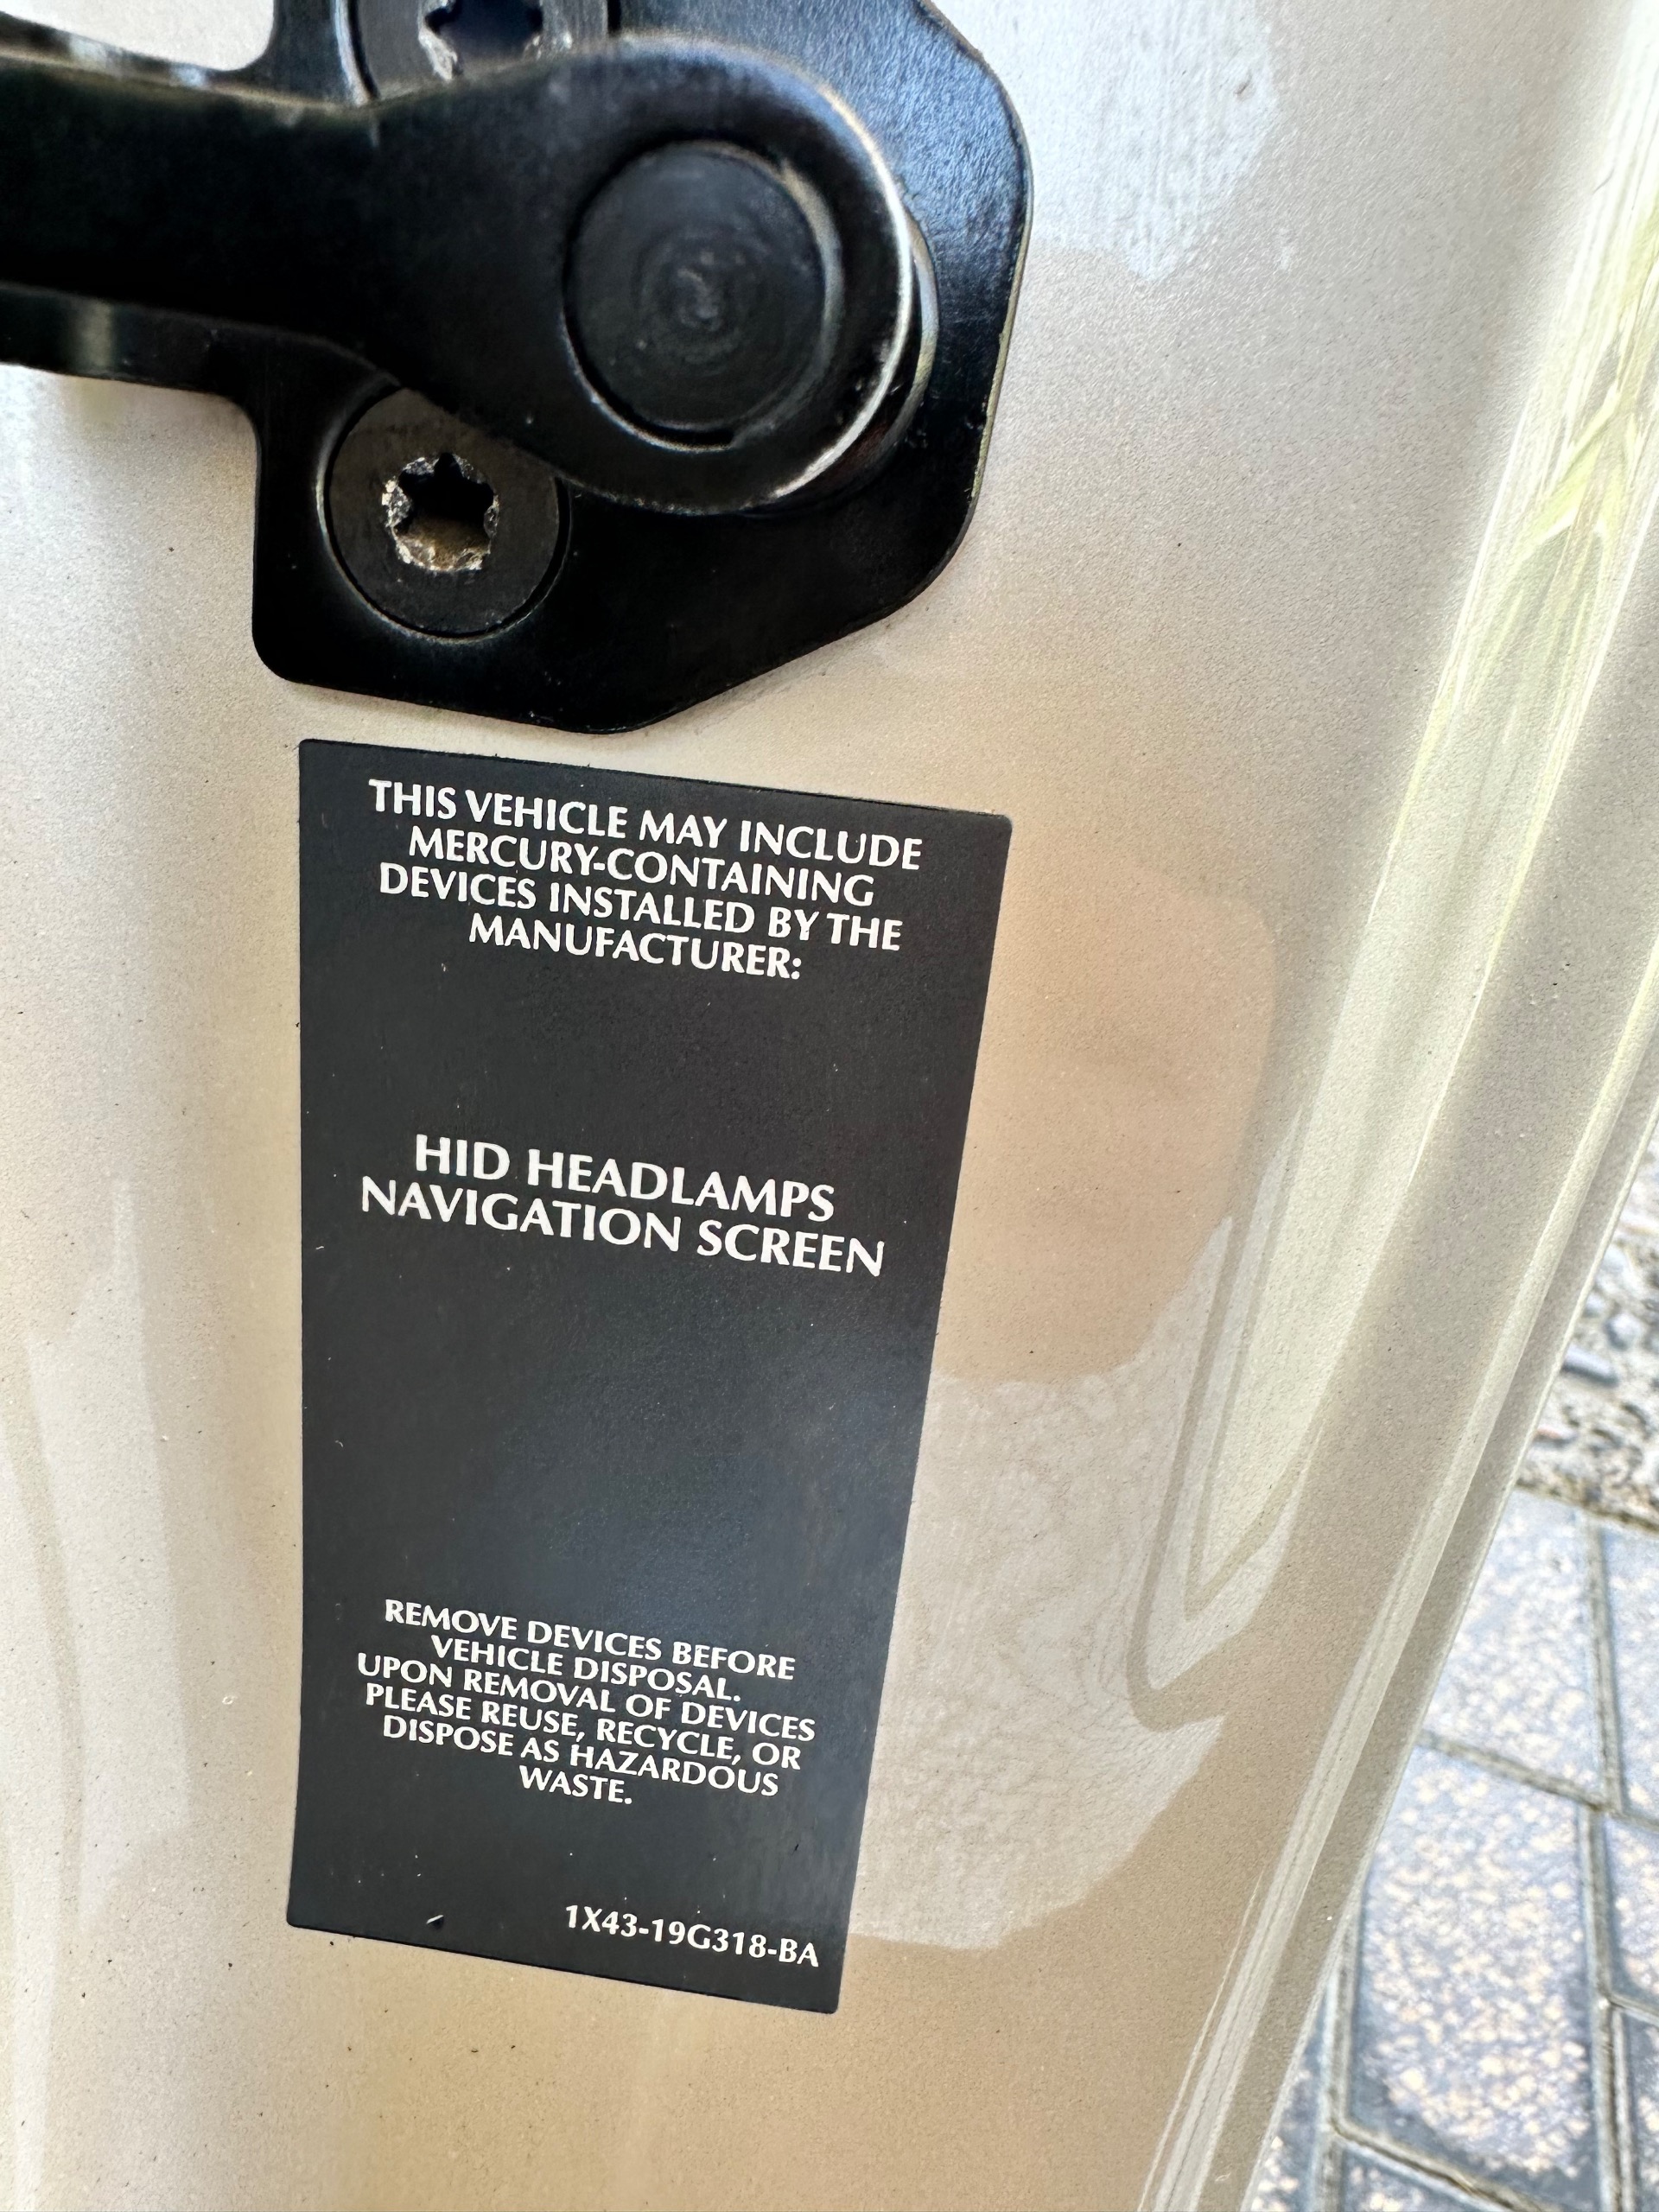 THIS VEHICLE MAY INCLUDE
MERCURY-CONTAINING
DEVICES INSTALLED BY THE
MANUFACTURER:
HID HEADLAMPS
NAVIGATION SCREEN
REMOVE DEVICES BEFORE
VEHICLE DISPOSAL.
UPON REMOVAL OF DEVICES
PLEASE REUSE, RECYCLE, OR
DISPOSE AS HAZARDOUS
WASTE.
1X43-19G318-BA